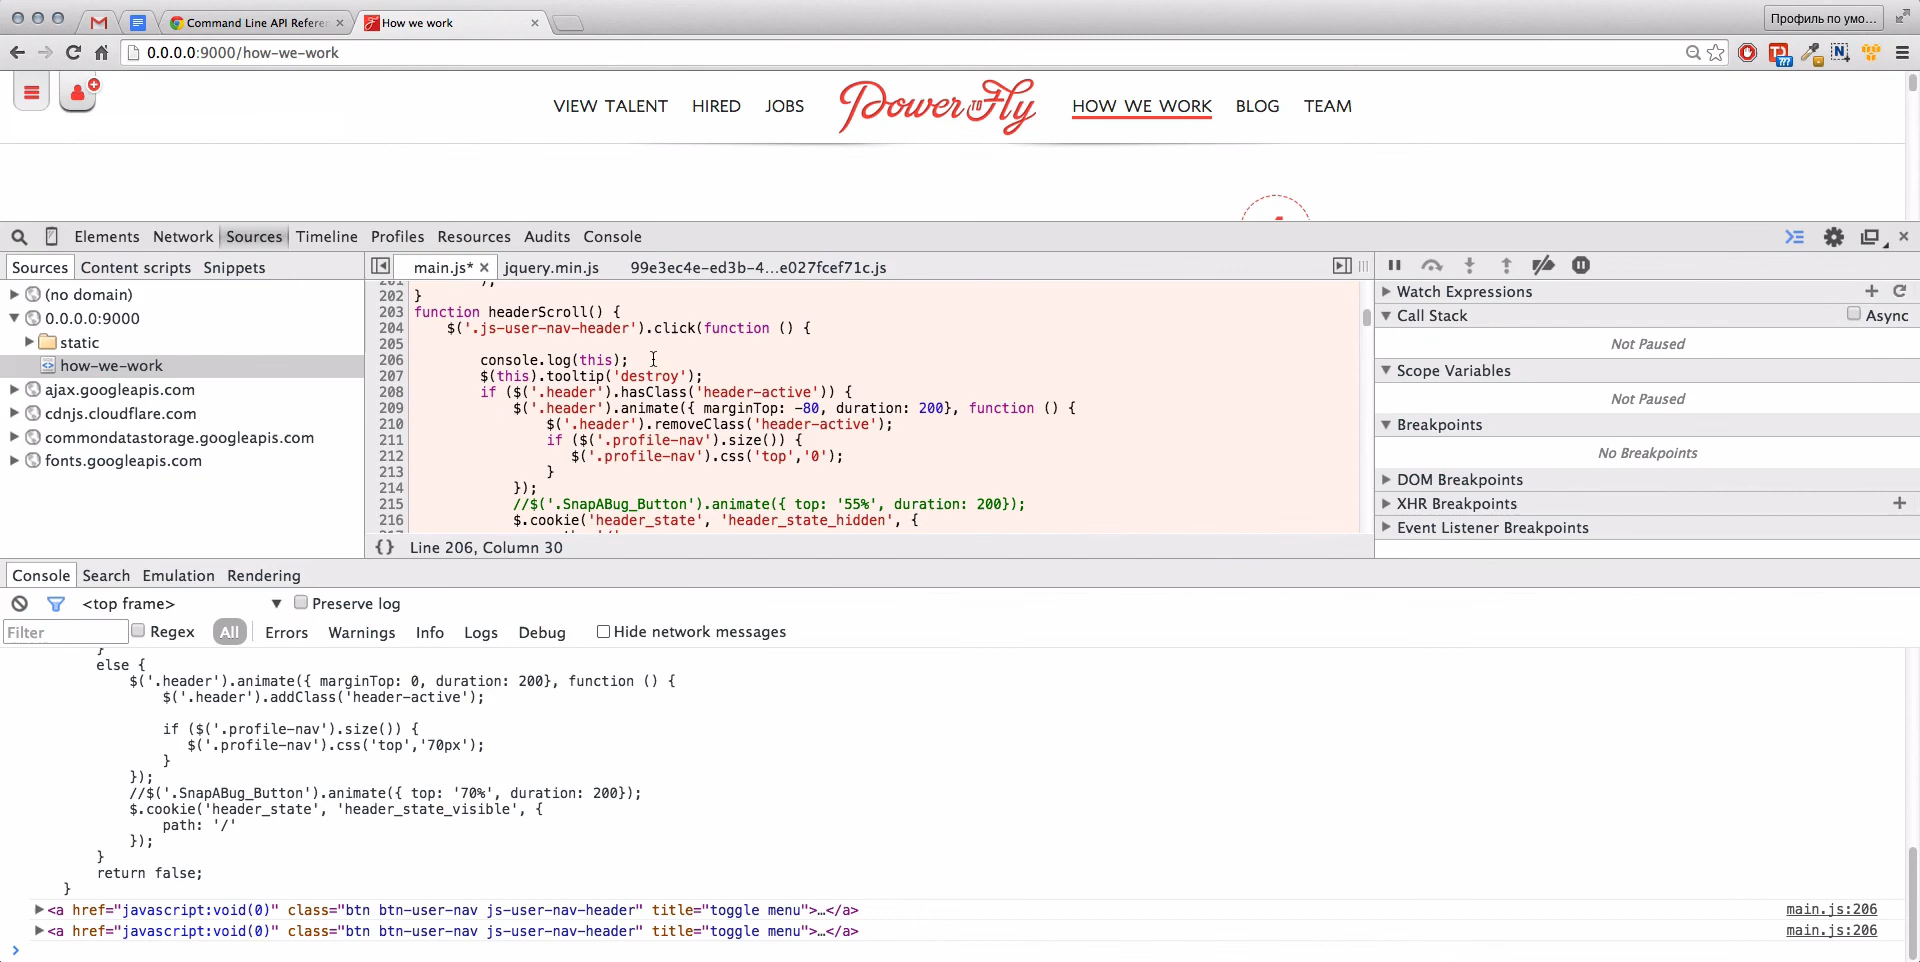 Command Line API Refere
How we work
Профиль по умо...
0.0.0.0:9000/how-we-work
VIEW TALENT HIRED JOBS PowerToFly HOW WE WORK BLOG TEAM
Elements Network Sources Timeline Profiles Resources Audits Console
Sources Content scripts Snippets
main.js* jquery.min.js 99e3ec4e-ed3b-4...e027fcef71c.js
(no domain)
0.0.0.0:9000
static
how-we-work
ajax.googleapis.com
cdnjs.cloudflare.com
commondatastorage.googleapis.com
fonts.googleapis.com
201 );
202 }
203 function headerScroll() {
204 $('.js-user-nav-header').click(function () {
205
206 console.log(this);
207 $(this).tooltip('destroy');
208 if ($('.header').hasClass('header-active')) {
209 $('.header').animate({ marginTop: -80, duration: 200}, function () {
210 $('.header').removeClass('header-active');
211 if ($('.profile-nav').size()) {
212 $('.profile-nav').css('top','0');
213 }
214 });
215 //$('.SnapABug_Button').animate({ top: '55%', duration: 200});
216 $.cookie('header_state', 'header_state_hidden', {
{} Line 206, Column 30
Watch Expressions
Call Stack Async
Not Paused
Scope Variables
Not Paused
Breakpoints
No Breakpoints
DOM Breakpoints
XHR Breakpoints
Event Listener Breakpoints
Console Search Emulation Rendering
<top frame> Preserve log
Filter Regex All Errors Warnings Info Logs Debug Hide network messages
}
else {
$('.header').animate({ marginTop: 0, duration: 200}, function () {
$('.header').addClass('header-active');
if ($('.profile-nav').size()) {
$('.profile-nav').css('top','70px');
}
});
//$('.SnapABug_Button').animate({ top: '70%', duration: 200});
$.cookie('header_state', 'header_state_visible', {
path: '/'
});
}
return false;
}
<a href="javascript:void(0)" class="btn btn-user-nav js-user-nav-header" title="toggle menu">…</a> main.js:206
<a href="javascript:void(0)" class="btn btn-user-nav js-user-nav-header" title="toggle menu">…</a> main.js:206